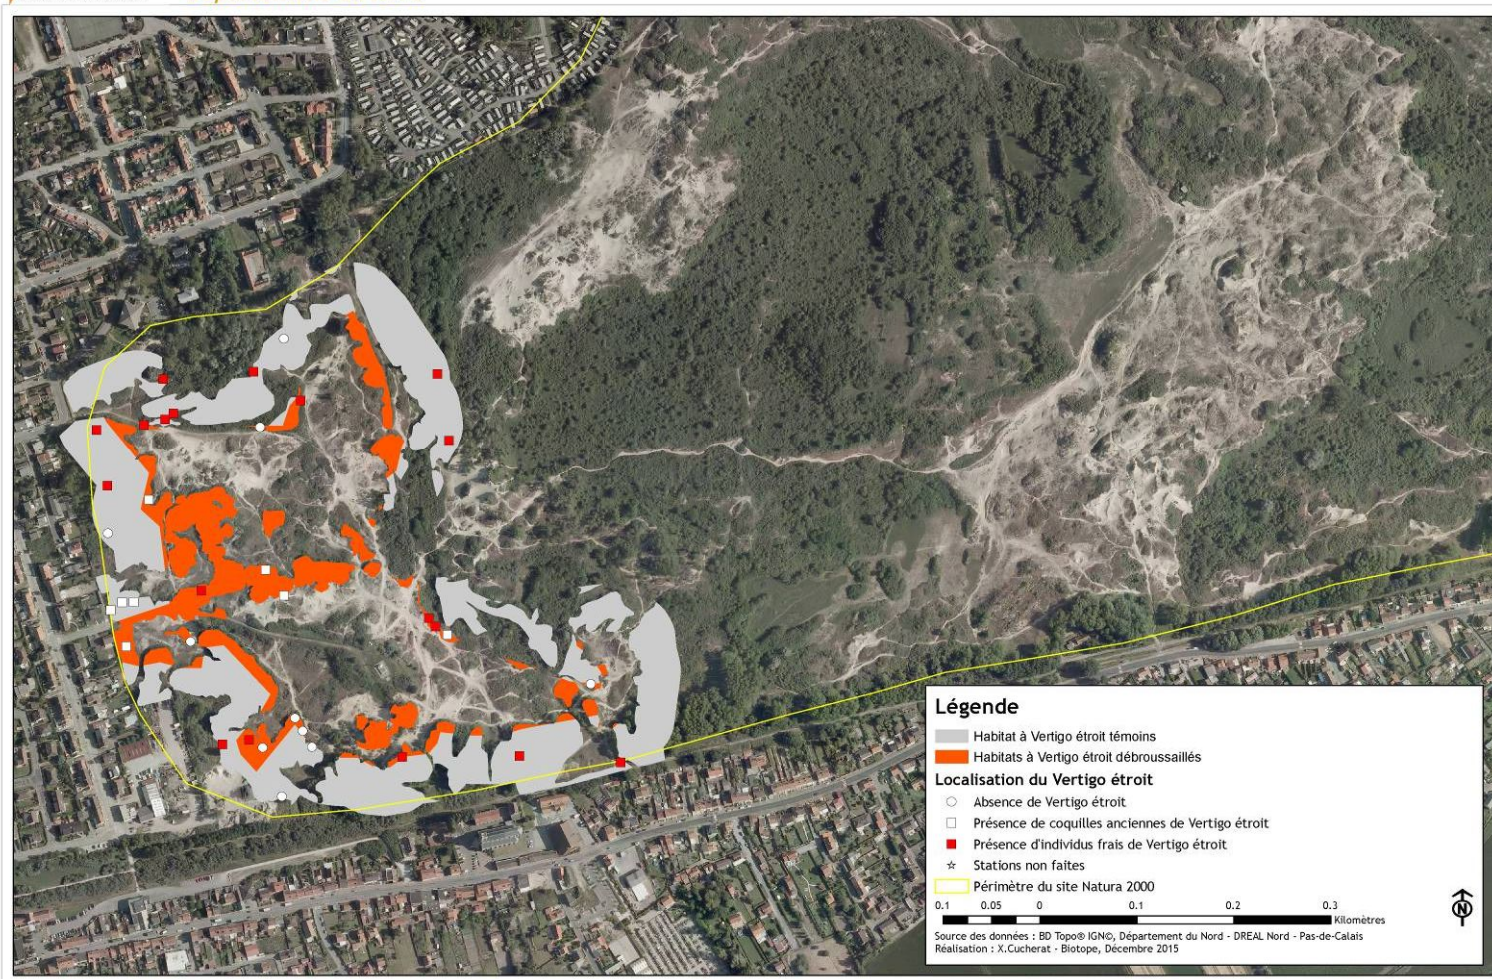 Légende
Habitat à Vertigo étroit témoins
Habitats à Vertigo étroit débroussaillés
Localisation du Vertigo étroit
Absence de Vertigo étroit
Présence de coquilles anciennes de Vertigo étroit
Présence d'individus frais de Vertigo étroit
Stations non faites
Périmètre du site Natura 2000
0.1 0.05 0 0.1 0.2 0.3
Kilomètres
N
Source des données : BD Topo® IGN©, Département du Nord - DREAL Nord - Pas-de-Calais
Réalisation : X.Cucherat - Biotope, Décembre 2015